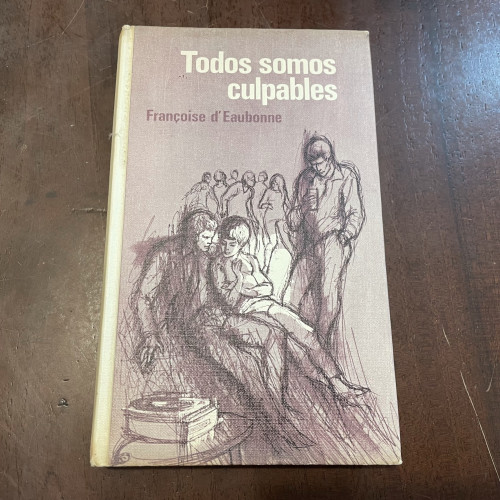 Todos somos
culpables
Françoise d'Eaubonne